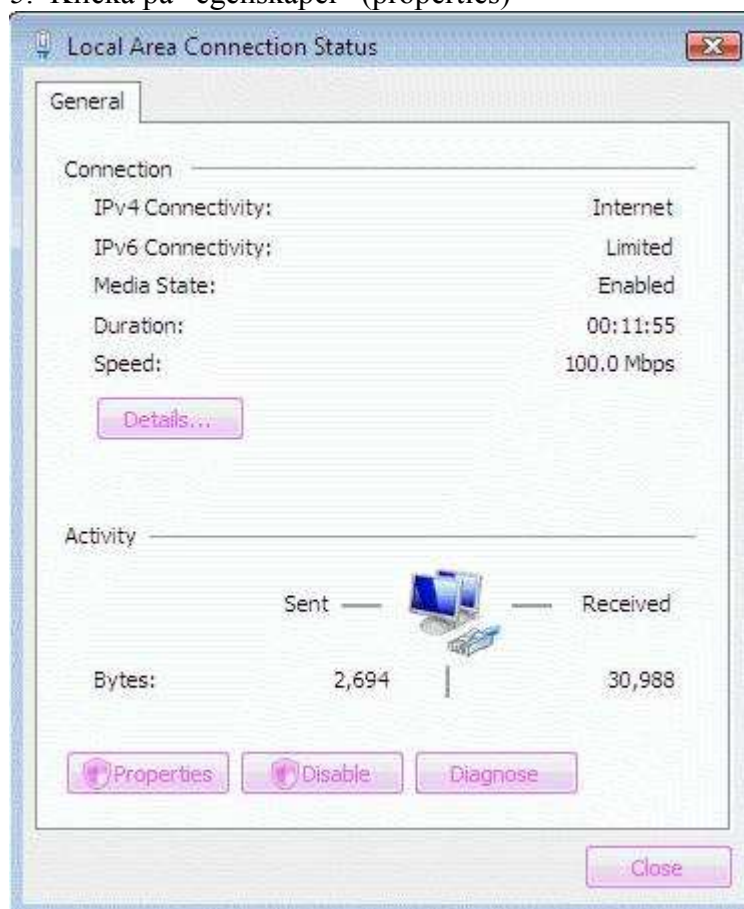 5. Klicka på "egenskaper" (properties)
Local Area Connection Status
General
Connection
IPv4 Connectivity: Internet
IPv6 Connectivity: Limited
Media State: Enabled
Duration: 00:11:55
Speed: 100.0 Mbps
Details...
Activity
Sent Received
Bytes: 2,694 30,988
Properties Disable Diagnose
Close